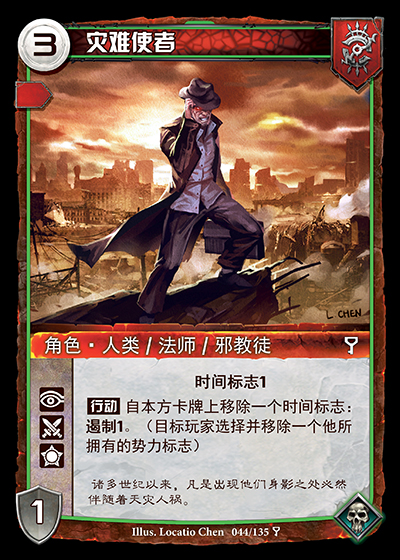 3
灾难使者
L CHEN
角色·人类/法师/邪教徒
时间标志1
行动 自本方卡牌上移除一个时间标志:
遏制1。(目标玩家选择并移除一个他所
拥有的势力标志)
诸多世纪以来,凡是出现他们身影之处必然
伴随着天灾人祸。
1
Illus. Locatio Chen 044/135